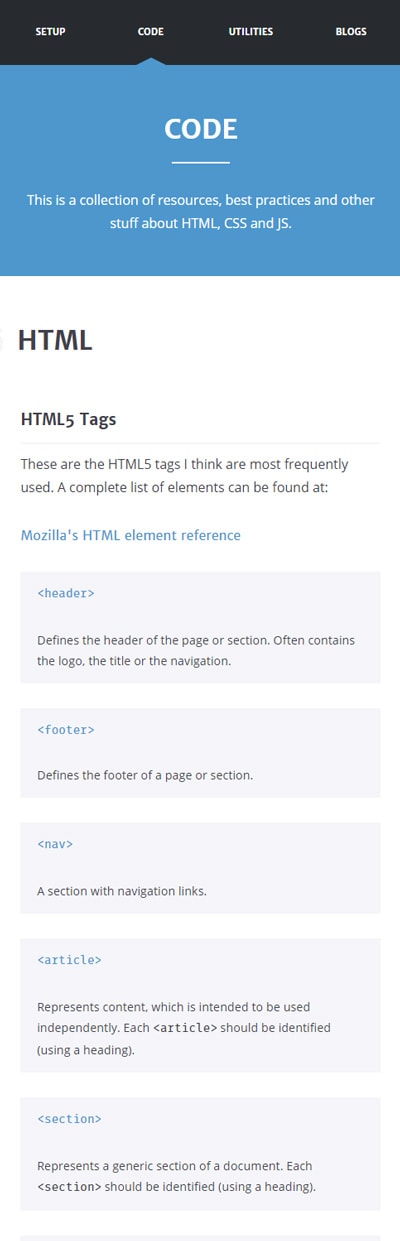 SETUP CODE UTILITIES BLOGS
CODE
This is a collection of resources, best practices and other
stuff about HTML, CSS and JS.
HTML
HTML5 Tags
These are the HTML5 tags I think are most frequently
used. A complete list of elements can be found at:
Mozilla's HTML element reference
<header>
Defines the header of the page or section. Often contains
the logo, the title or the navigation.
<footer>
Defines the footer of a page or section.
<nav>
A section with navigation links.
<article>
Represents content, which is intended to be used
independently. Each <article> should be identified
(using a heading).
<section>
Represents a generic section of a document. Each
<section> should be identified (using a heading).